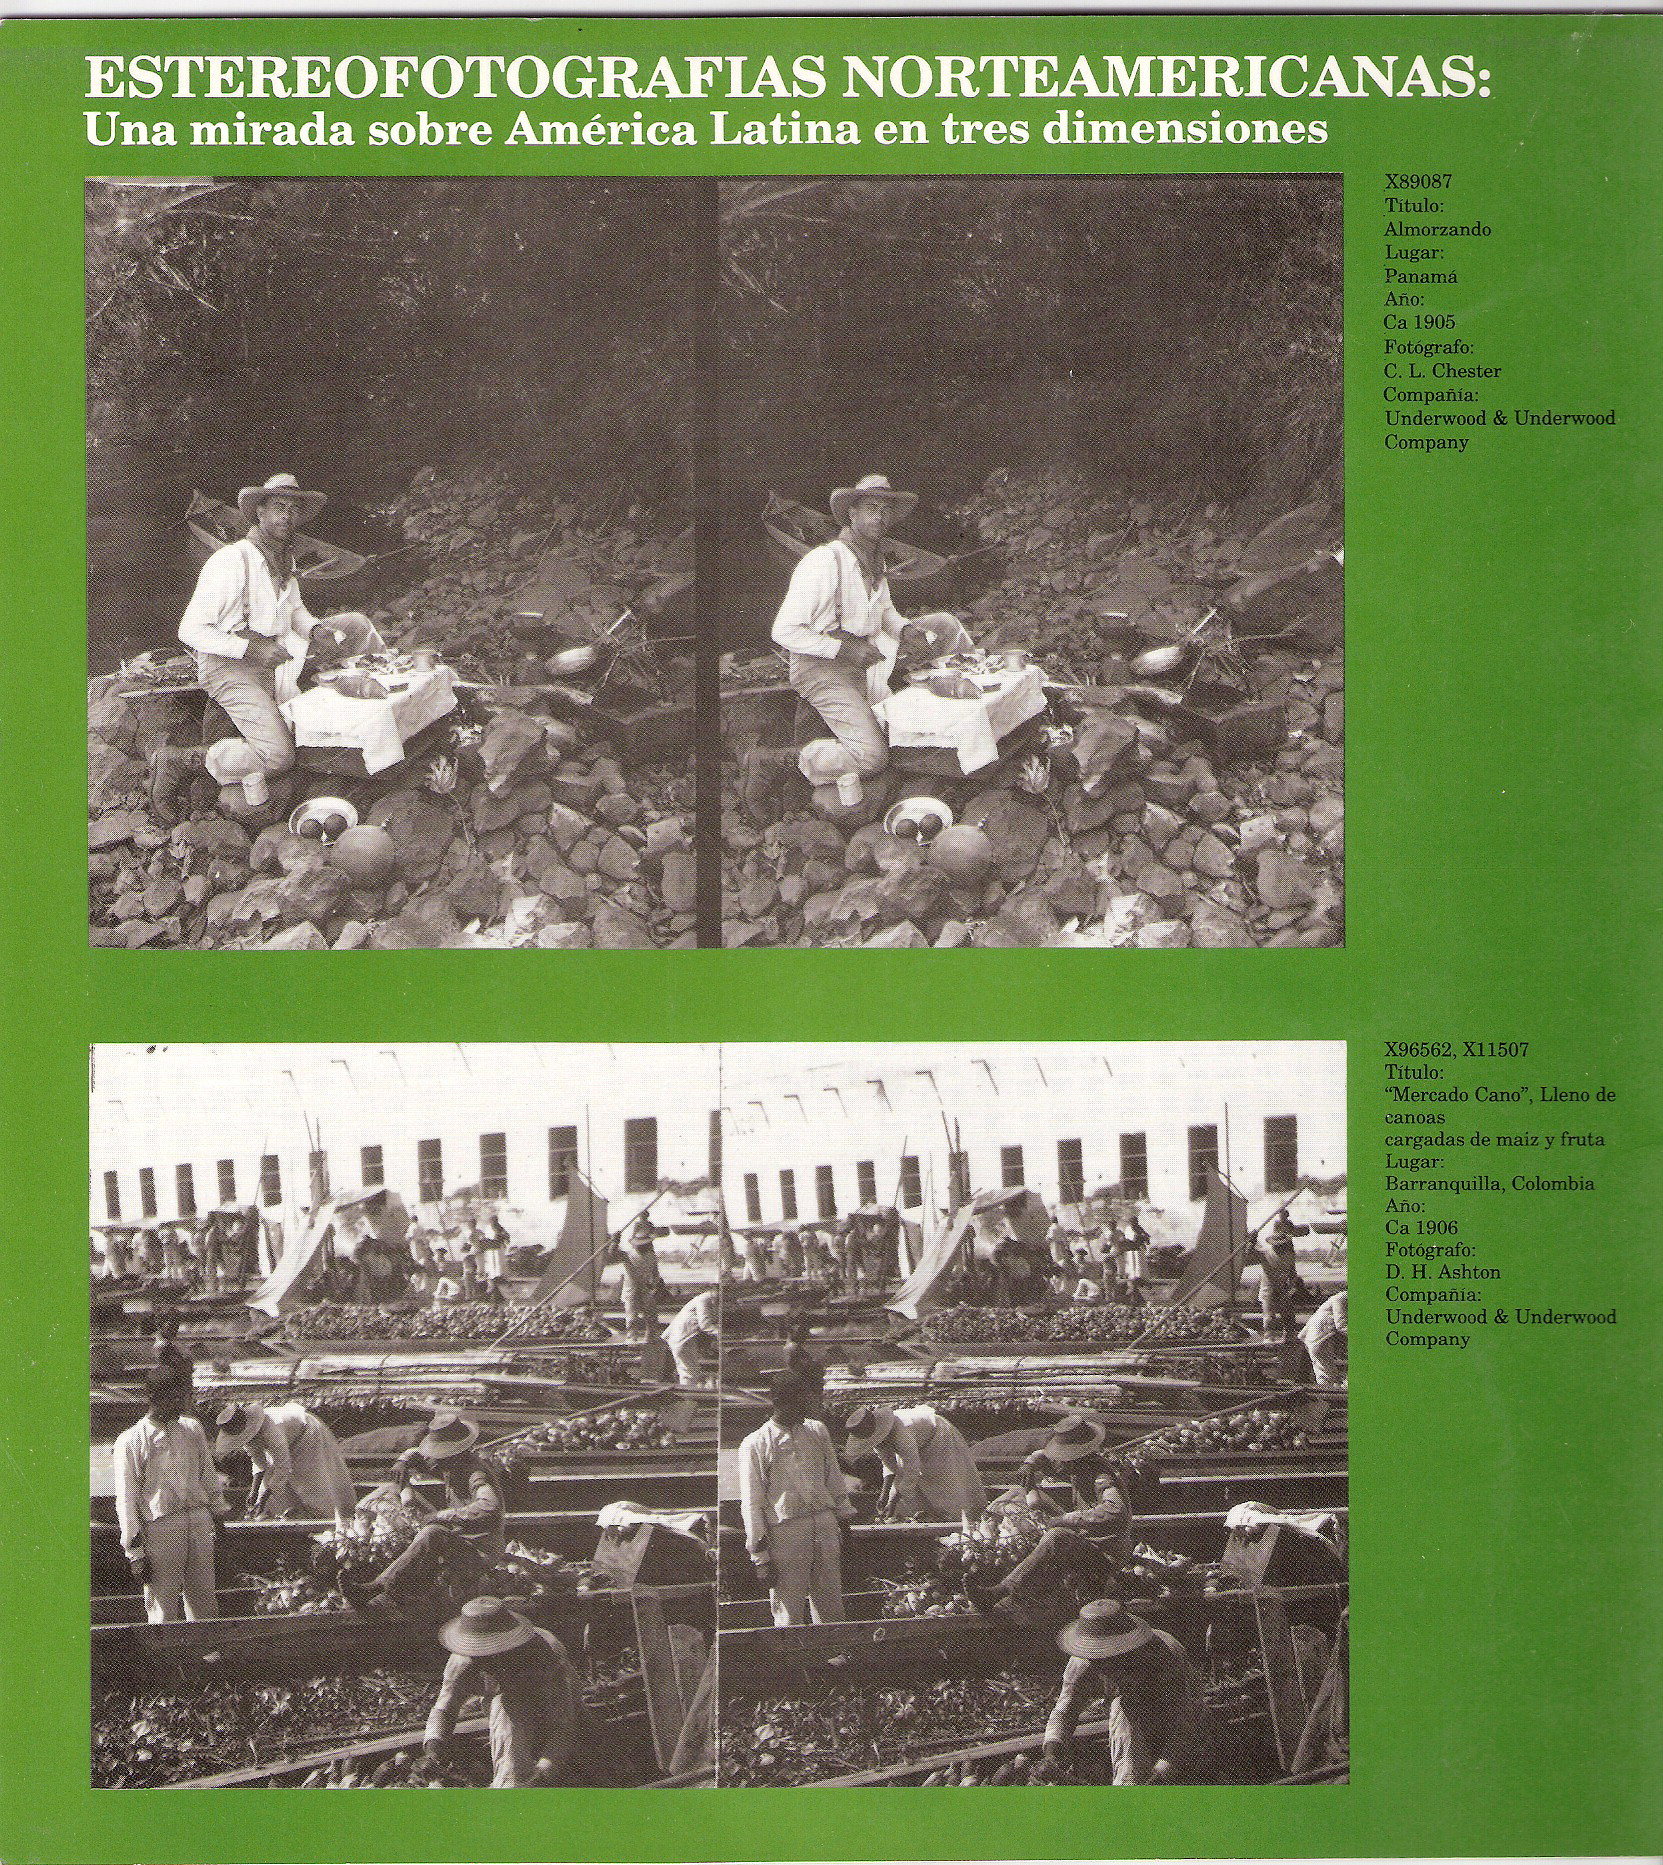 ESTEREOFOTOGRAFIAS NORTEAMERICANAS:
Una mirada sobre América Latina en tres dimensiones
X89087
Título:
Almorzando
Lugar:
Panamá
Año:
Ca 1905
Fotógrafo:
C. L. Chester
Compañía:
Underwood & Underwood
Company
X96562, X11507
Título:
“Mercado Cano”, Lleno de
canoas
cargadas de maiz y fruta
Lugar:
Barranquilla, Colombia
Año:
Ca 1906
Fotógrafo:
D. H. Ashton
Compañía:
Underwood & Underwood
Company